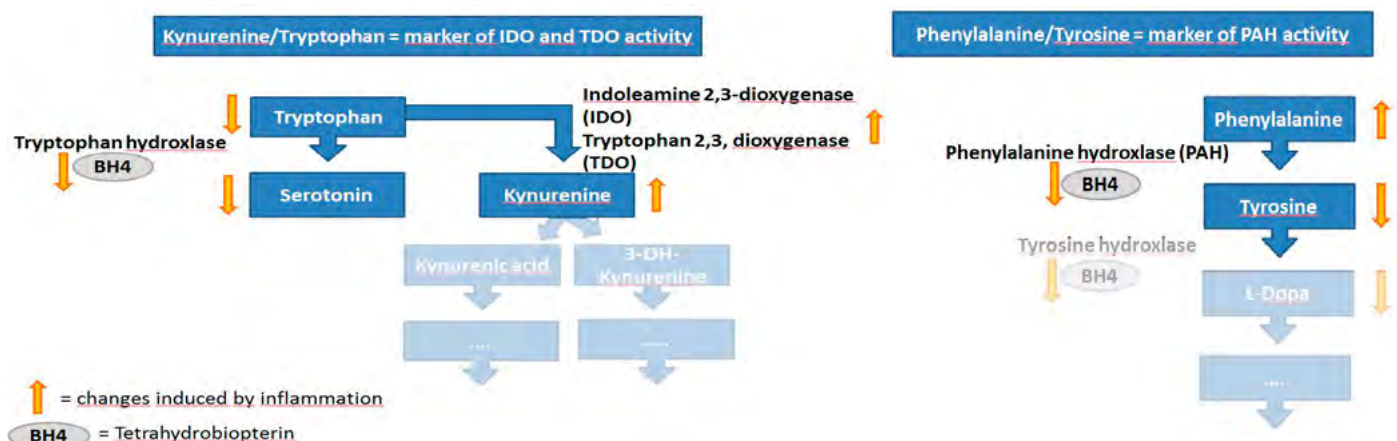 Kynurenine/Tryptophan = marker of IDO and TDO activity
Phenylalanine/Tyrosine = marker of PAH activity
Tryptophan
Indoleamine 2,3-dioxygenase
(IDO)
Tryptophan 2,3, dioxygenase
(TDO)
Tryptophan hydroxlase
BH4
Serotonin
Kynurenine
Kynurenic acid
3-OH-
Kynurenine
....
.....
Phenylalanine
Phenylalanine hydroxlase (PAH)
BH4
Tyrosine
Tyrosine hydroxlase
BH4
L-Dopa
....
= changes induced by inflammation
BH4 = Tetrahydrobiopterin